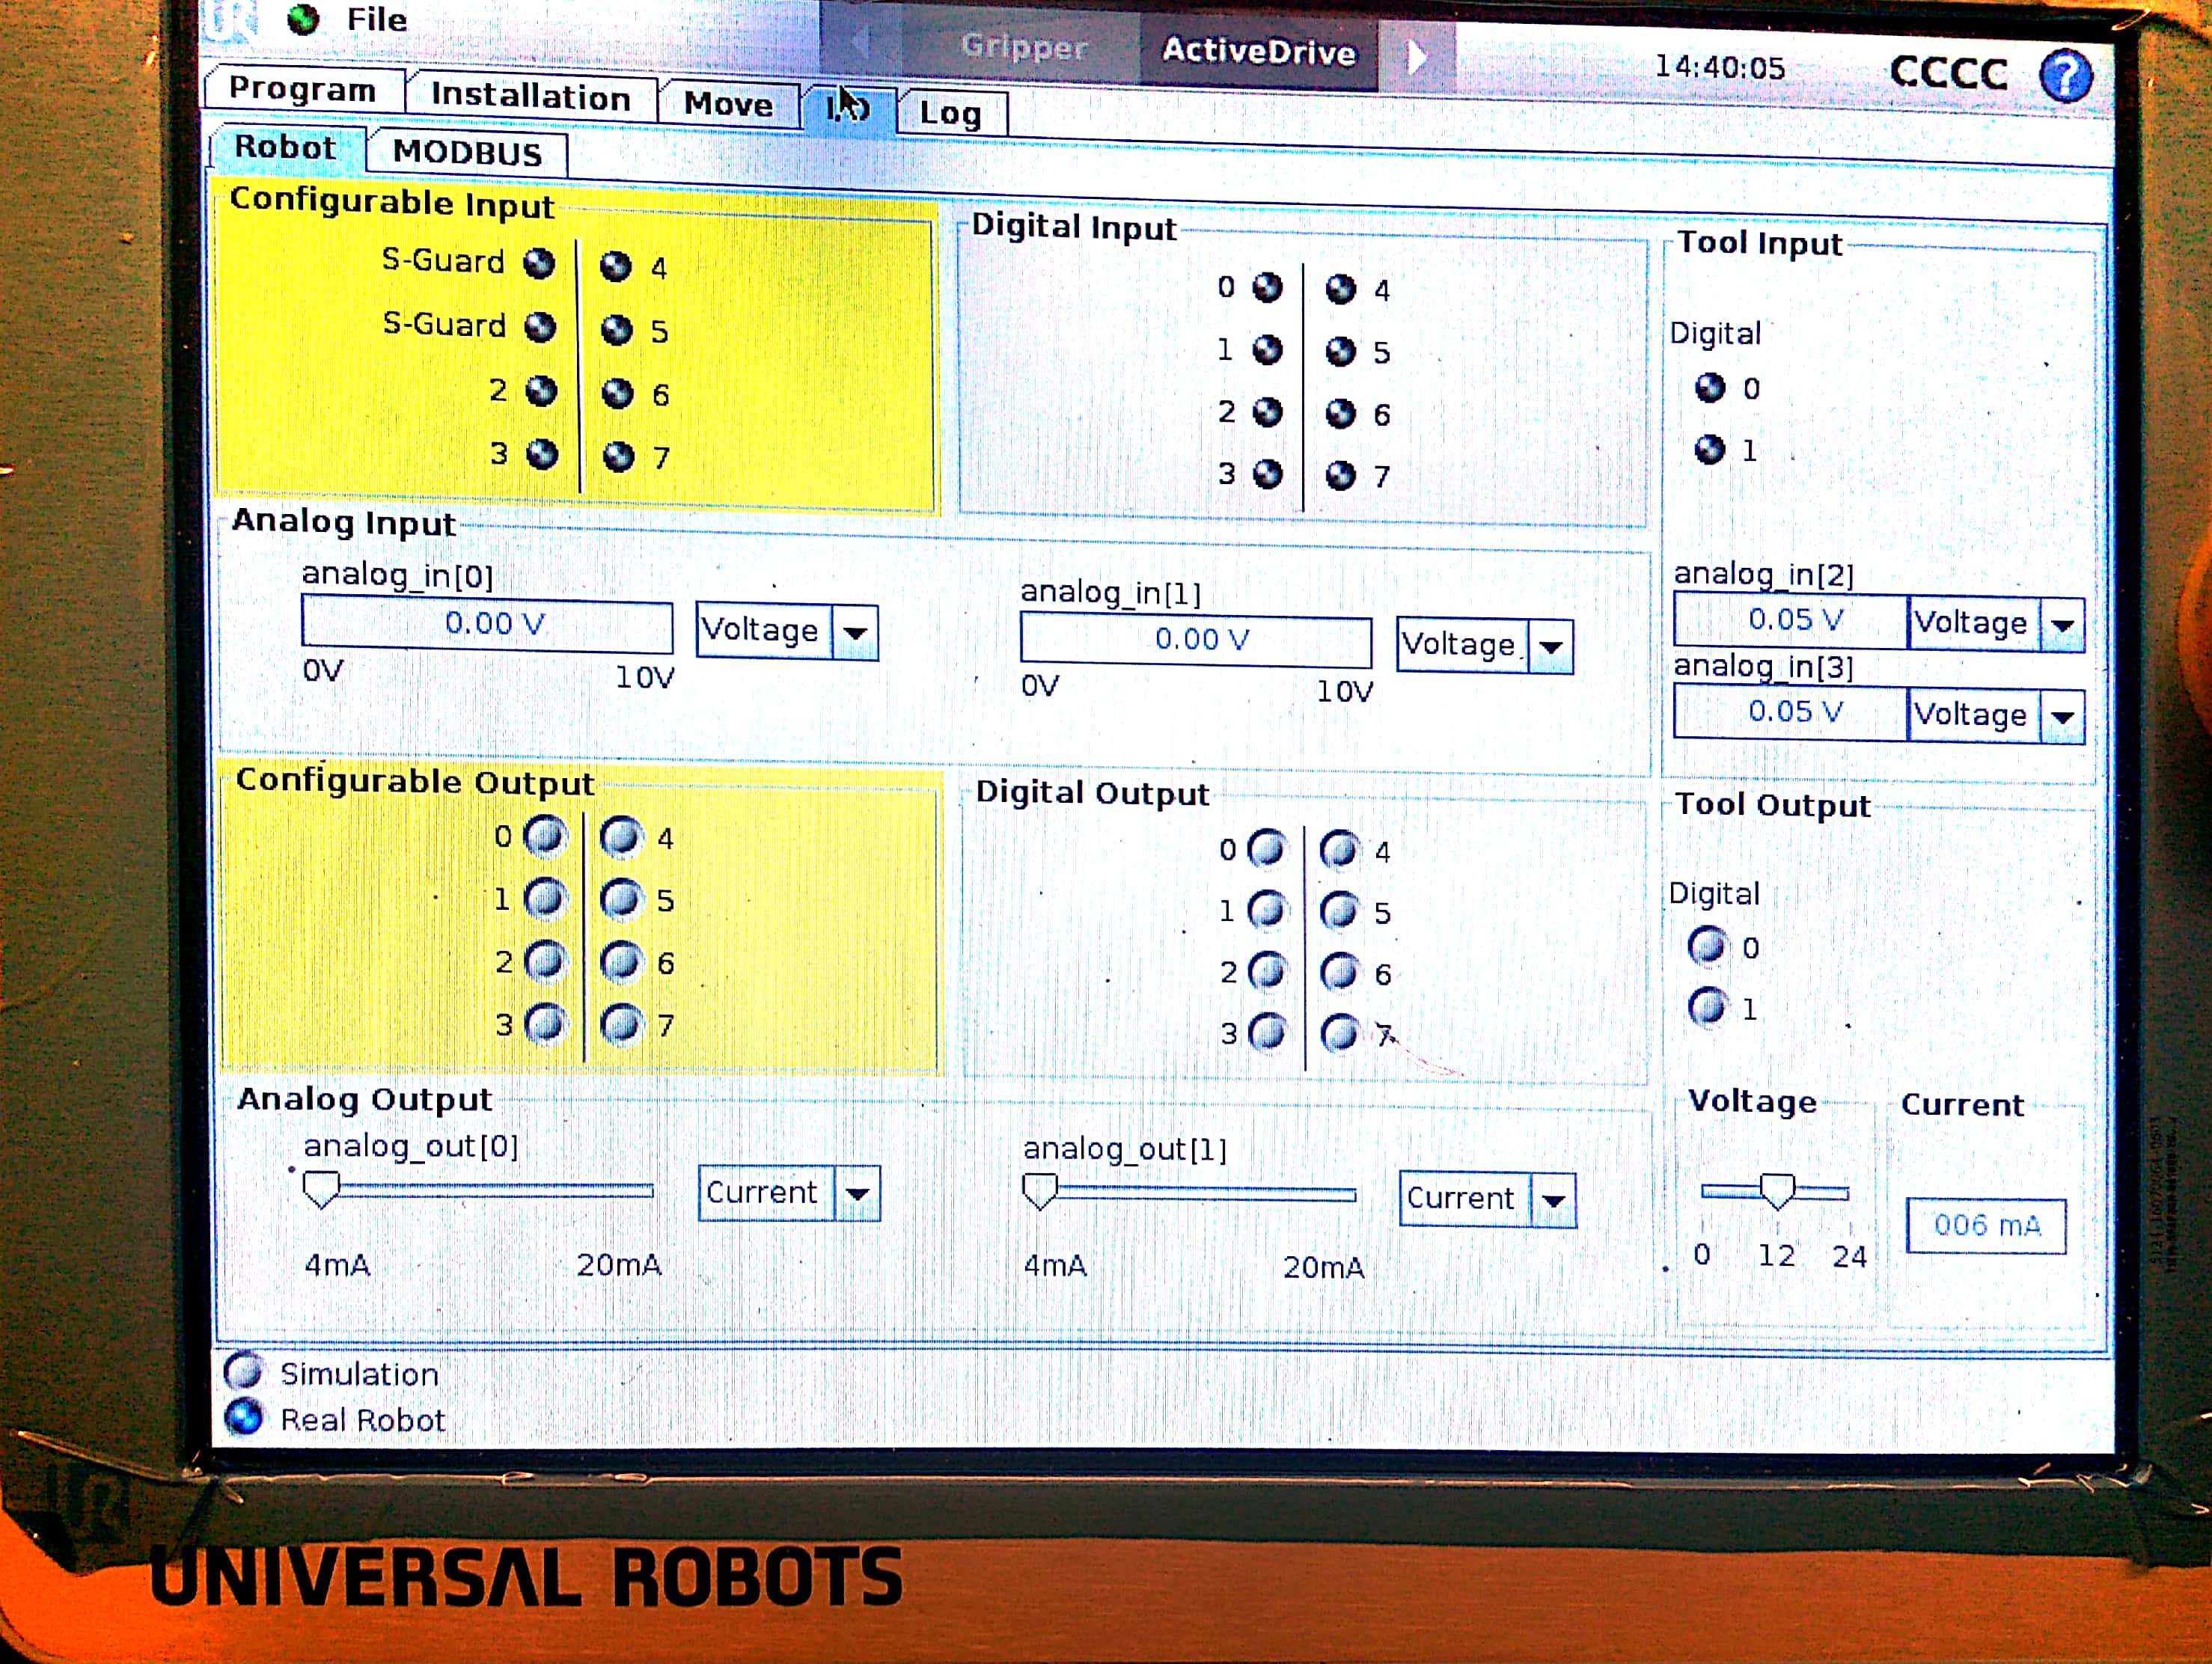 UR File Gripper ActiveDrive 14:40:05 CCCC ?
Program Installation Move I/O Log
Robot MODBUS
Configurable Input
S-Guard 4
S-Guard 5
2 6
3 7
Digital Input
0 4
1 5
2 6
3 7
Tool Input
Digital
0
1
analog_in[2]
0.05 V Voltage
analog_in[3]
0.05 V Voltage
Analog Input
analog_in[0]
0.00 V Voltage
0V 10V
analog_in[1]
0.00 V Voltage
0V 10V
Configurable Output
0 4
1 5
2 6
3 7
Digital Output
0 4
1 5
2 6
3 7
Tool Output
Digital
0
1
Voltage
0 12 24
Current
006 mA
Analog Output
analog_out[0]
Current
4mA 20mA
analog_out[1]
Current
4mA 20mA
Simulation
Real Robot
UNIVERSAL ROBOTS